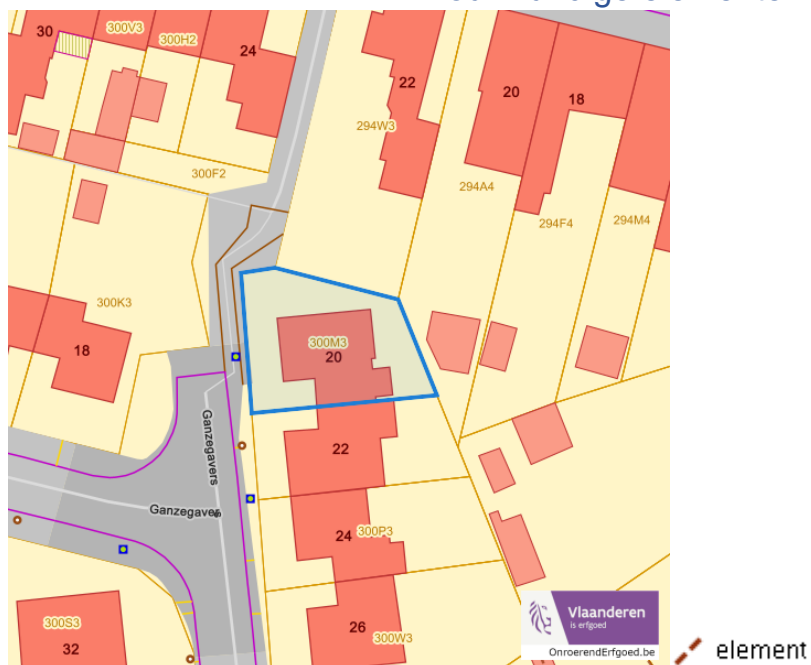 30
300V3
300H2
24
22
20
18
294W3
300F2
294A4
294F4
294M4
300K3
18
300M3
20
Ganzegavers
22
Ganzegaves
24
300P3
26
300W3
300S3
32
Vlaanderen
is erfgoed
OnroerendErfgoed.be
element